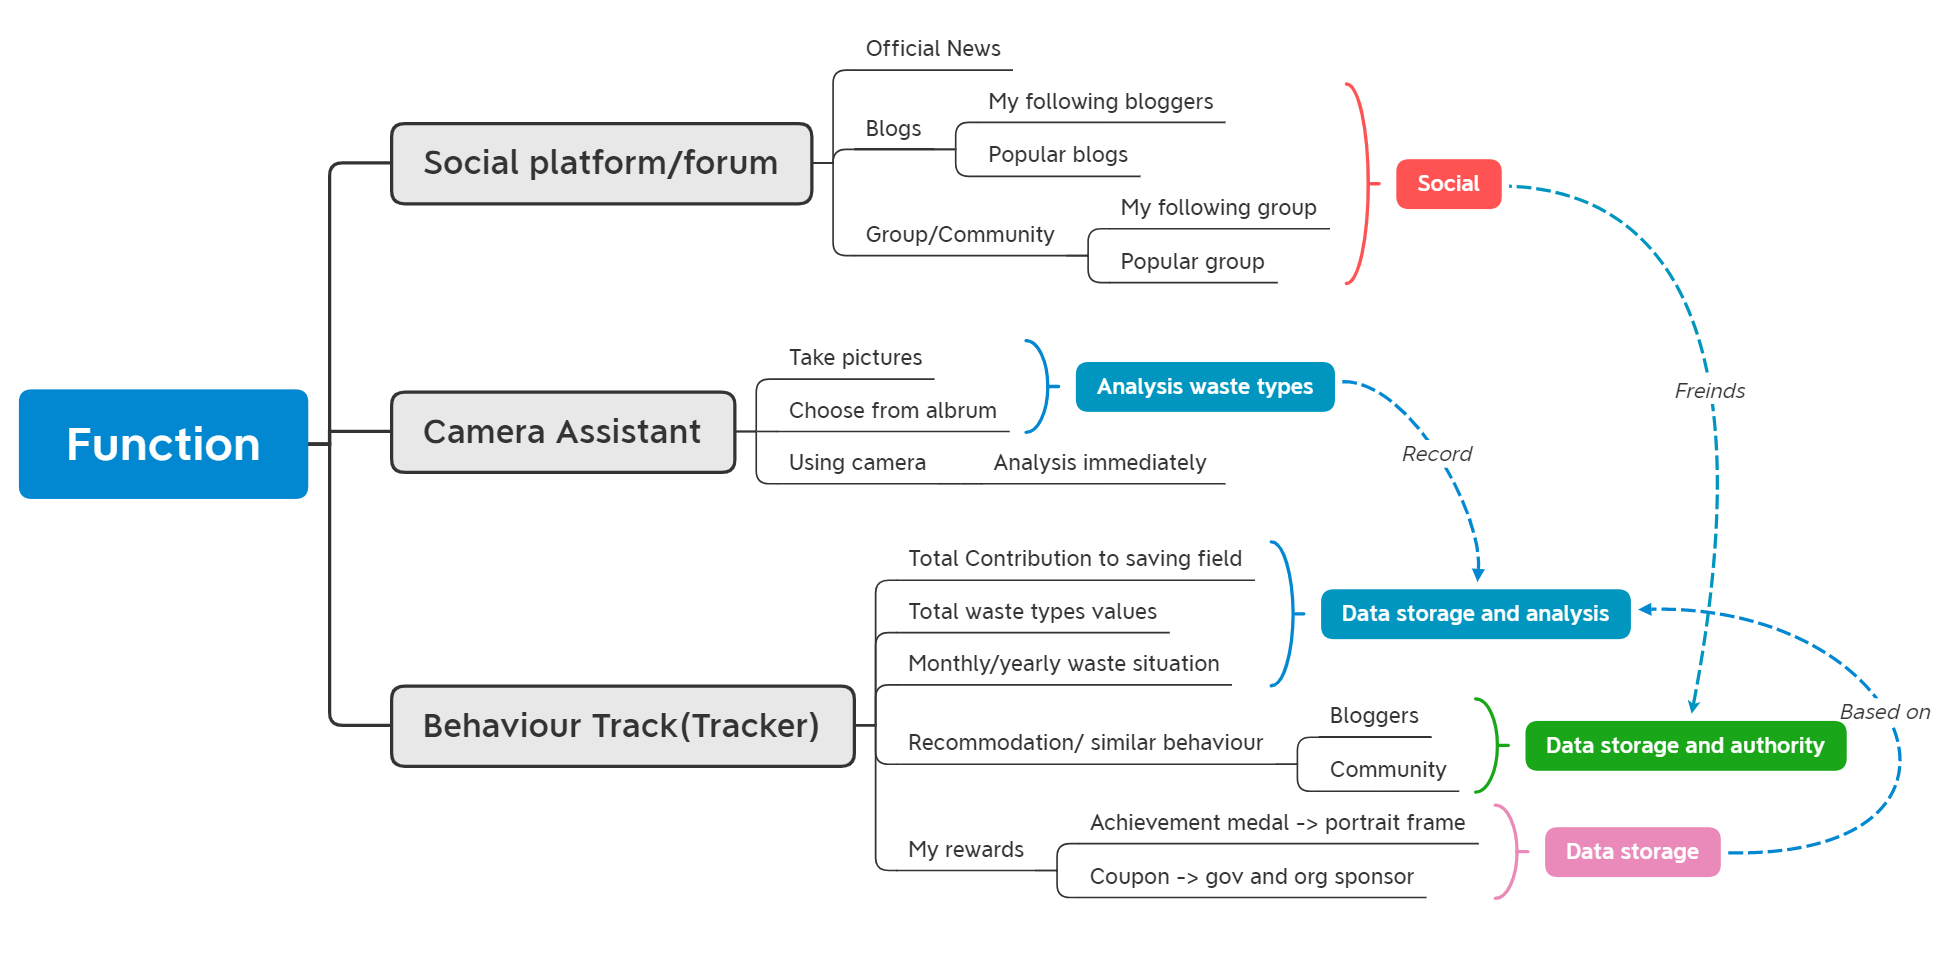 Function
Social platform/forum
Official News
Blogs
My following bloggers
Popular blogs
Group/Community
My following group
Popular group
Social
Camera Assistant
Take pictures
Choose from albrum
Analysis waste types
Using camera
Analysis immediately
Behaviour Track(Tracker)
Total Contribution to saving field
Total waste types values
Monthly/yearly waste situation
Data storage and analysis
Recommodation/ similar behaviour
Bloggers
Community
Data storage and authority
My rewards
Achievement medal -> portrait frame
Coupon -> gov and org sponsor
Data storage
Freinds
Record
Based on